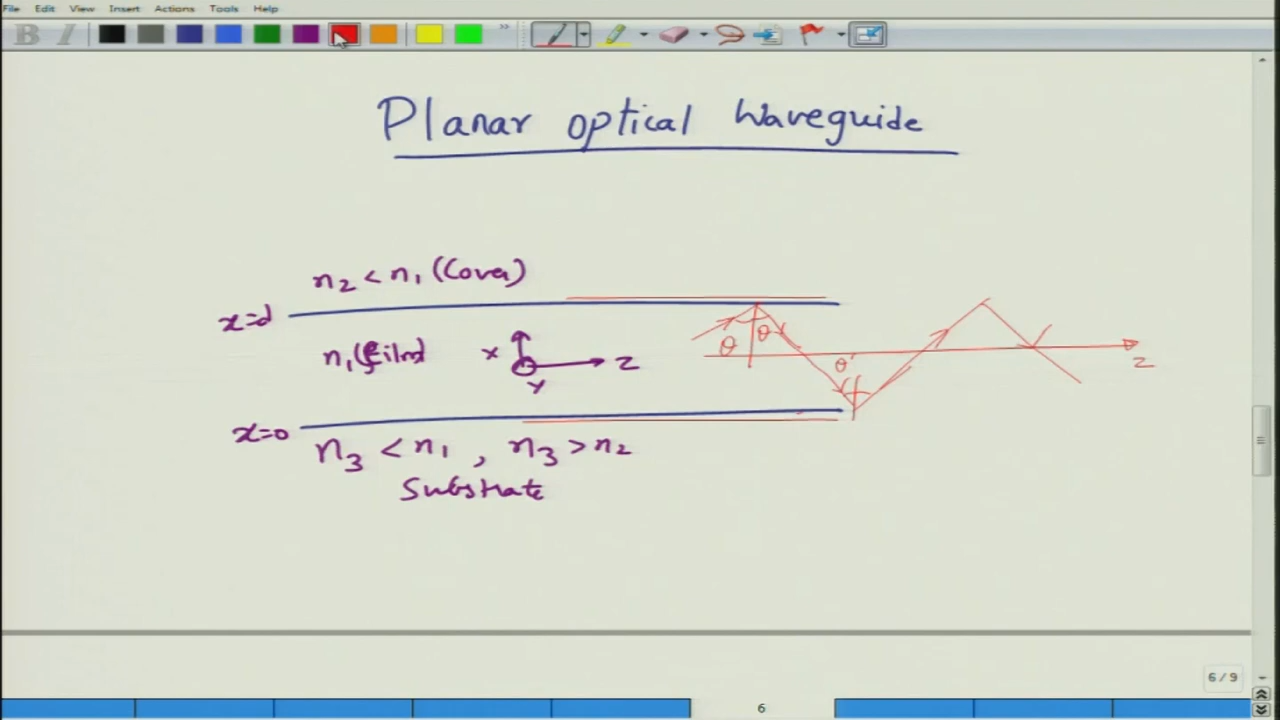 File Edit View Insert Actions Tools Help
B I
Planar optical Waveguide
n2 < n1 (Cover)
x=d
n1 (film)
x
z
y
θ θ
θ'
z
x=0
n3 < n1 , n3 > n2
Substrate
6 / 9
6